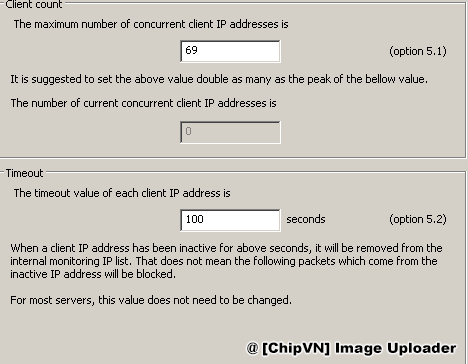 Client count
The maximum number of concurrent client IP addresses is
69 (option 5.1)
It is suggested to set the above value double as many as the peak of the bellow value.
The number of current concurrent client IP addresses is
0
Timeout
The timeout value of each client IP address is
100 seconds (option 5.2)
When a client IP address has been inactive for above seconds, it will be removed from the
internal monitoring IP list. That does not mean the following packets which come from the
inactive IP address will be blocked.
For most servers, this value does not need to be changed.
@ [ChipVN] Image Uploader